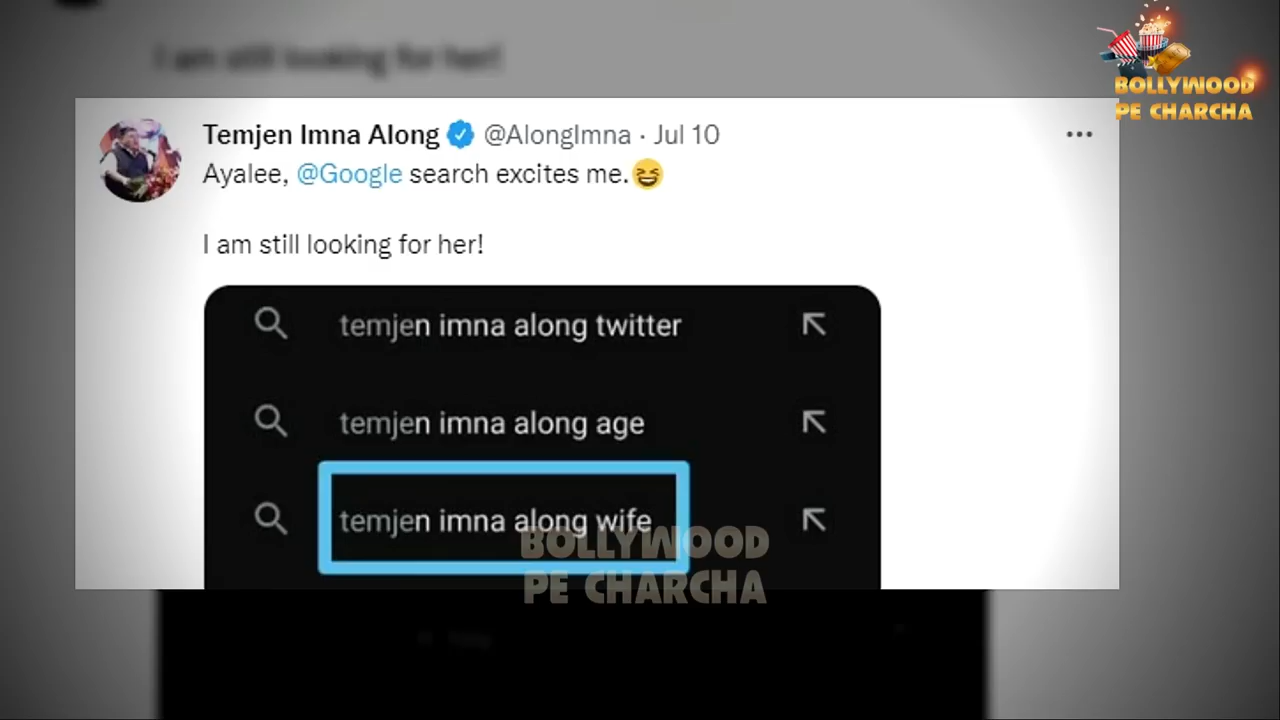 I am still looking for her!
BOLLYWOOD
PE CHARCHA
Temjen Imna Along @AlongImna · Jul 10
Ayalee, @Google search excites me.😆
I am still looking for her!
temjen imna along twitter
temjen imna along age
temjen imna along wife
BOLLYWOOD
PE CHARCHA